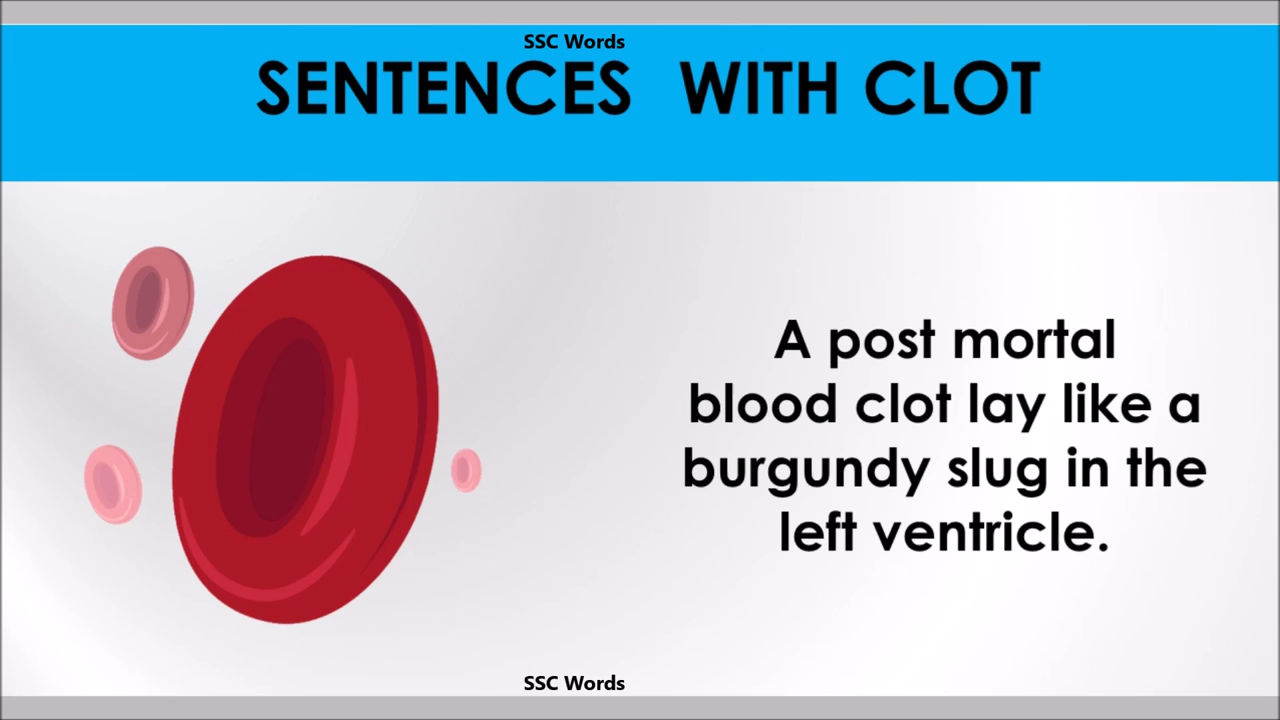 SSC Words
SENTENCES WITH CLOT
A post mortal
blood clot lay like a
burgundy slug in the
left ventricle.
SSC Words